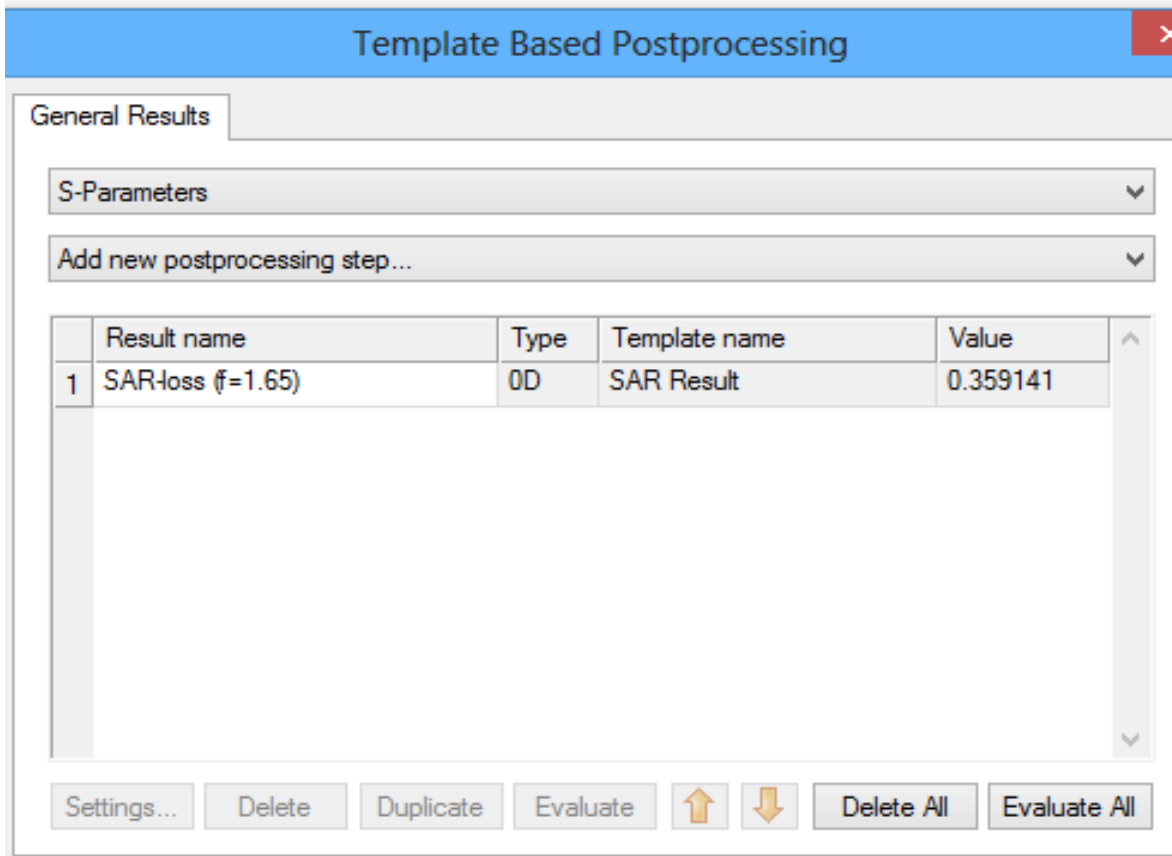 Template Based Postprocessing
General Results
S-Parameters
Add new postprocessing step...
Result name Type Template name Value
1 SAR-loss (f=1.65) 0D SAR Result 0.359141
Settings... Delete Duplicate Evaluate Delete All Evaluate All